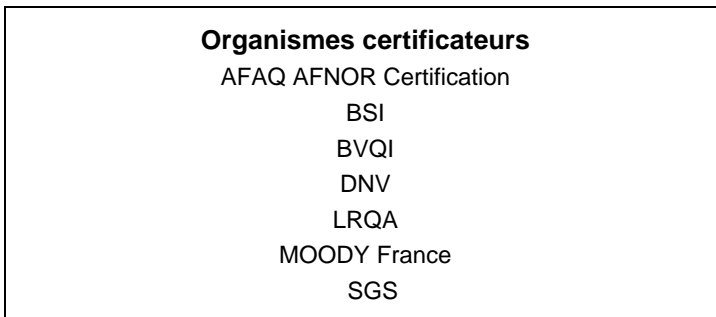 Organismes certificateurs
AFAQ AFNOR Certification
BSI
BVQI
DNV
LRQA
MOODY France
SGS